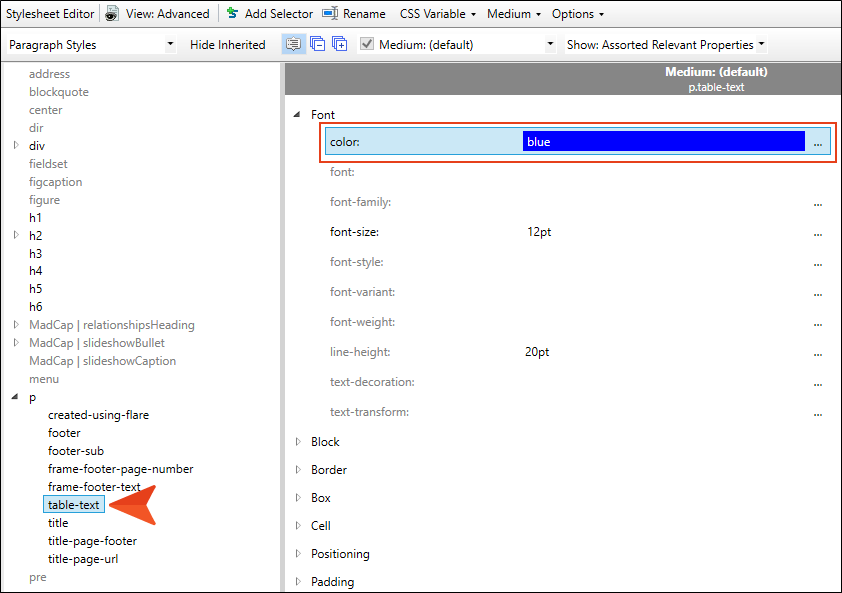 Stylesheet Editor View: Advanced Add Selector Rename CSS Variable Medium Options
Paragraph Styles Hide Inherited Medium: (default) Show: Assorted Relevant Properties
address
blockquote
center
dir
div
fieldset
figcaption
figure
h1
h2
h3
h4
h5
h6
MadCap | relationshipsHeading
MadCap | slideshowBullet
MadCap | slideshowCaption
menu
p
created-using-flare
footer
footer-sub
frame-footer-page-number
frame-footer-text
table-text
title
title-page-footer
title-page-url
pre
Medium: (default)
p.table-text
Font
color: blue ...
font:
font-family: ...
font-size: 12pt ...
font-style: ...
font-variant: ...
font-weight: ...
line-height: 20pt ...
text-decoration: ...
text-transform: ...
Block
Border
Box
Cell
Positioning
Padding